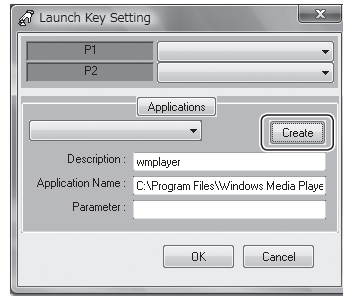 Launch Key Setting
P1
P2
Applications
Create
Description : wmplayer
Application Name : C:\Program Files\Windows Media Playe
Parameter :
OK Cancel